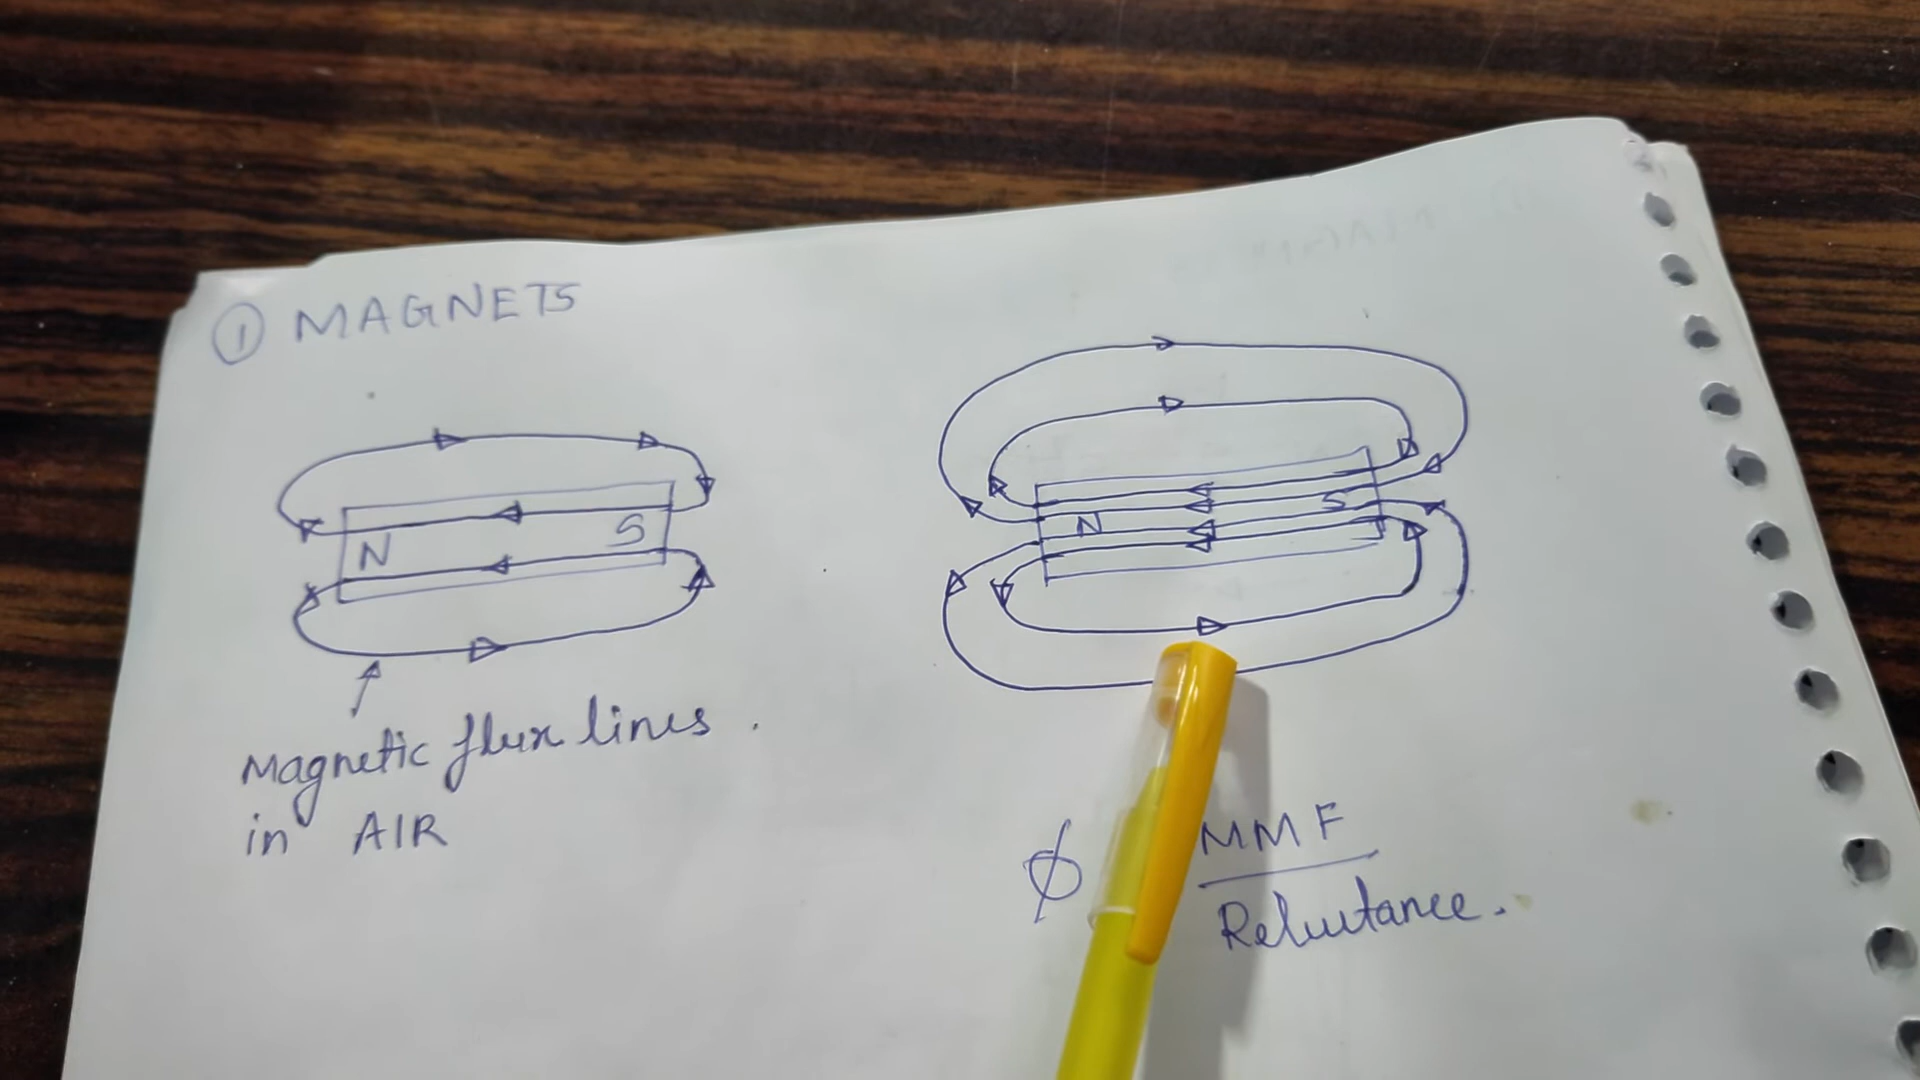 ① MAGNETS
N S
N S
Magnetic flux lines.
in AIR
ϕ MMF
Reluctance.